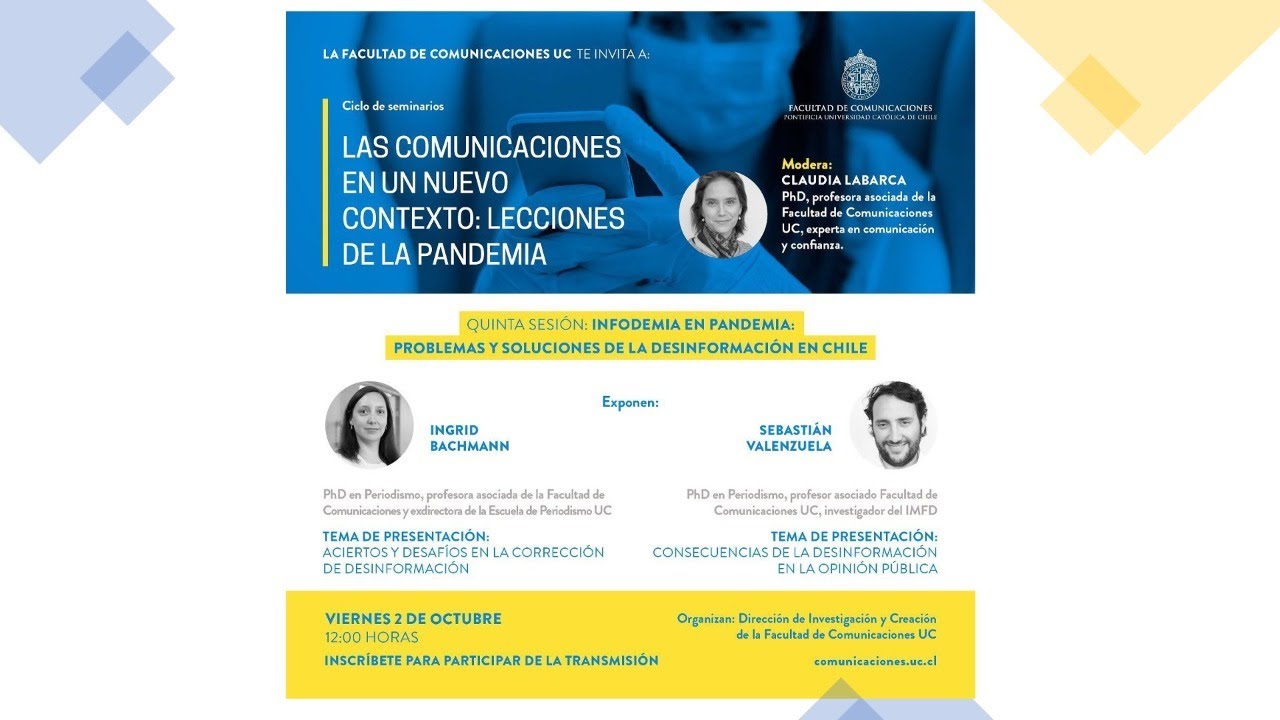 LA FACULTAD DE COMUNICACIONES UC TE INVITA A:
Ciclo de seminarios
LAS COMUNICACIONES
EN UN NUEVO
CONTEXTO: LECCIONES
DE LA PANDEMIA
FACULTAD DE COMUNICACIONES
PONTIFICIA UNIVERSIDAD CATÓLICA DE CHILE
Modera:
CLAUDIA LABARCA
PhD, profesora asociada de la
Facultad de Comunicaciones
UC, experta en comunicación
y confianza.
QUINTA SESIÓN: INFODEMIA EN PANDEMIA:
PROBLEMAS Y SOLUCIONES DE LA DESINFORMACIÓN EN CHILE
Exponen:
INGRID
BACHMANN
PhD en Periodismo, profesora asociada de la Facultad de
Comunicaciones y exdirectora de la Escuela de Periodismo UC
TEMA DE PRESENTACIÓN:
ACIERTOS Y DESAFÍOS EN LA CORRECCIÓN
DE DESINFORMACIÓN
SEBASTIÁN
VALENZUELA
PhD en Periodismo, profesor asociado Facultad de
Comunicaciones UC, investigador del IMFD
TEMA DE PRESENTACIÓN:
CONSECUENCIAS DE LA DESINFORMACIÓN
EN LA OPINIÓN PÚBLICA
VIERNES 2 DE OCTUBRE
12:00 HORAS
INSCRÍBETE PARA PARTICIPAR DE LA TRANSMISIÓN
Organizan: Dirección de Investigación y Creación
de la Facultad de Comunicaciones UC
comunicaciones.uc.cl